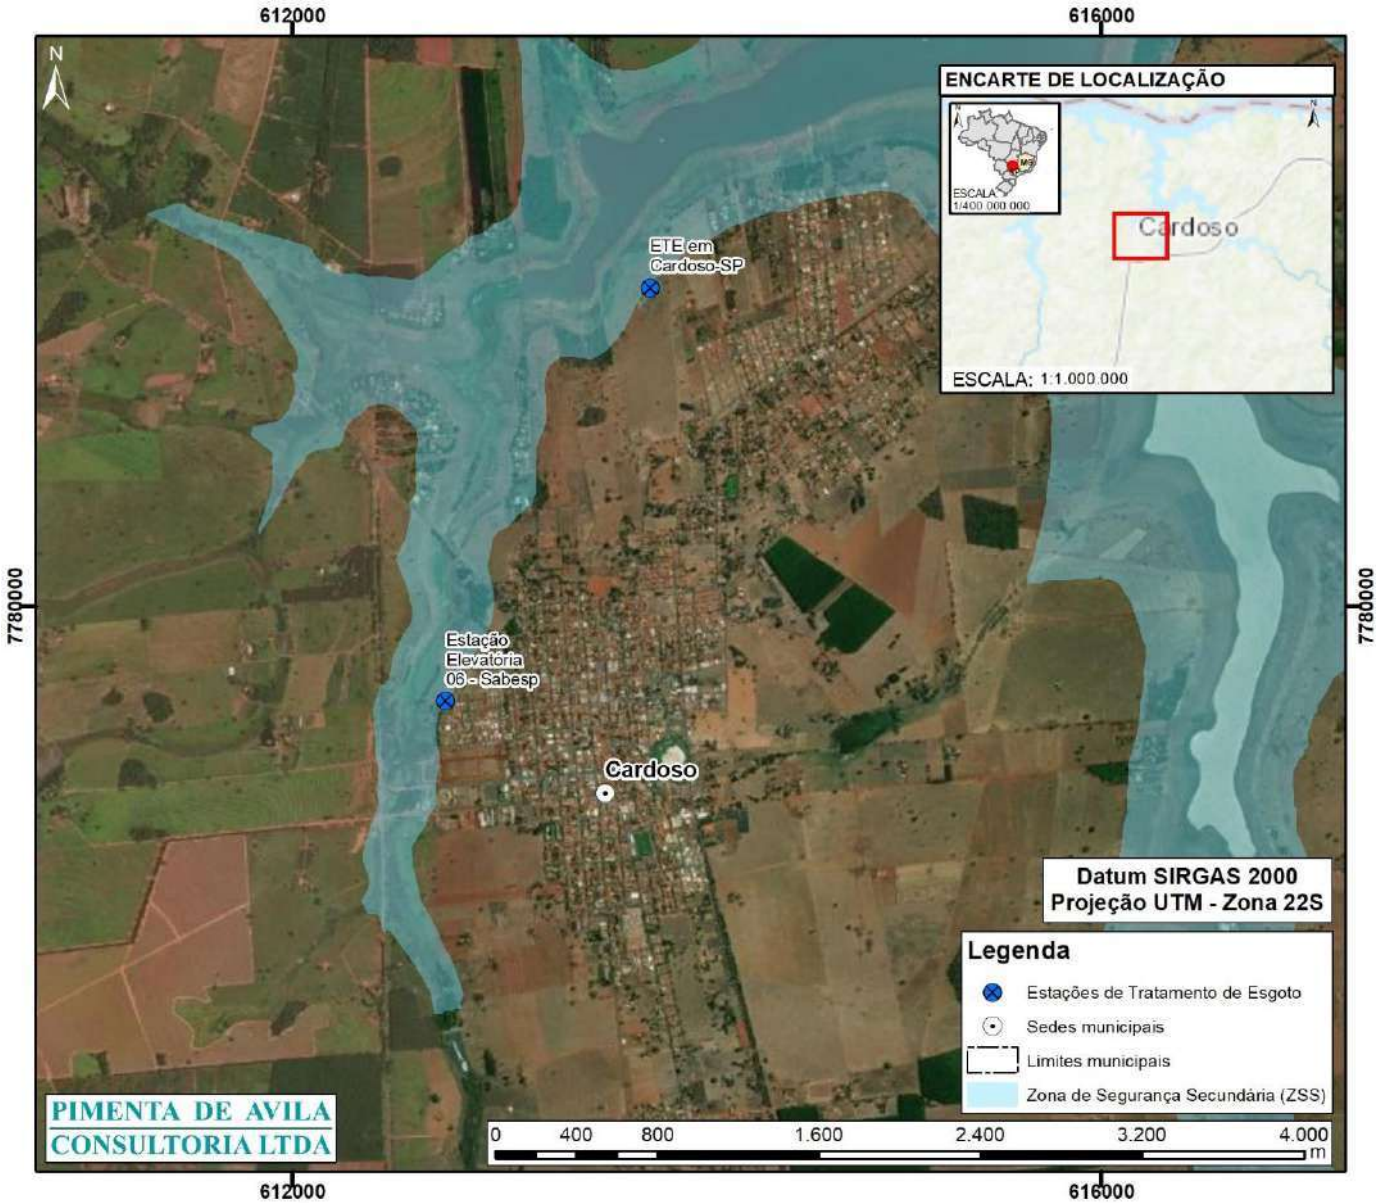 612000
616000
N
ENCARTE DE LOCALIZAÇÃO
N
N
MG
ESCALA
1/400.000.000
Cardoso
ESCALA: 1:1.000.000
ETE em
Cardoso-SP
7780000
7780000
Estação
Elevatória
06 - Sabesp
Cardoso
Datum SIRGAS 2000
Projeção UTM - Zona 22S
Legenda
Estações de Tratamento de Esgoto
Sedes municipais
Limites municipais
Zona de Segurança Secundária (ZSS)
PIMENTA DE AVILA
CONSULTORIA LTDA
0 400 800 1.600 2.400 3.200 4.000
m
612000
616000